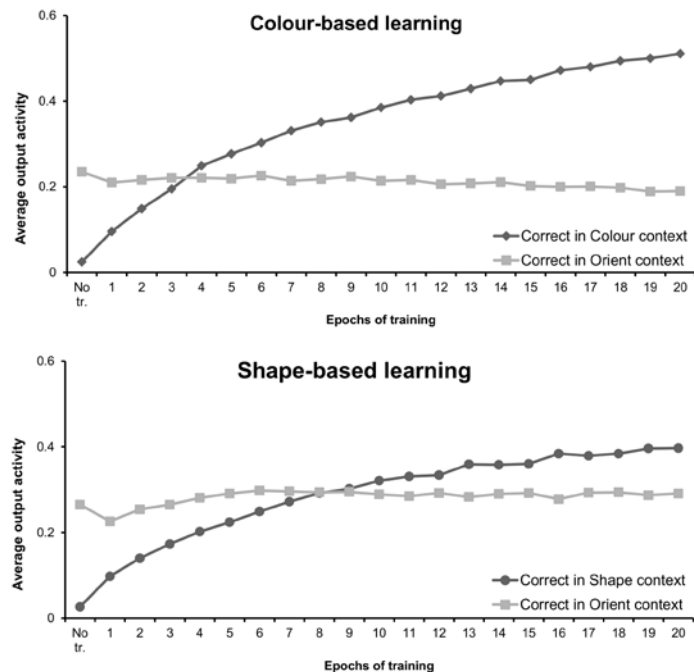 Colour-based learning
0.6
0.4
0.2
0
Average output activity
Correct in Colour context
Correct in Orient context
No tr. 1 2 3 4 5 6 7 8 9 10 11 12 13 14 15 16 17 18 19 20
Epochs of training
Shape-based learning
0.6
0.4
0.2
0
Average output activity
Correct in Shape context
Correct in Orient context
No tr. 1 2 3 4 5 6 7 8 9 10 11 12 13 14 15 16 17 18 19 20
Epochs of training